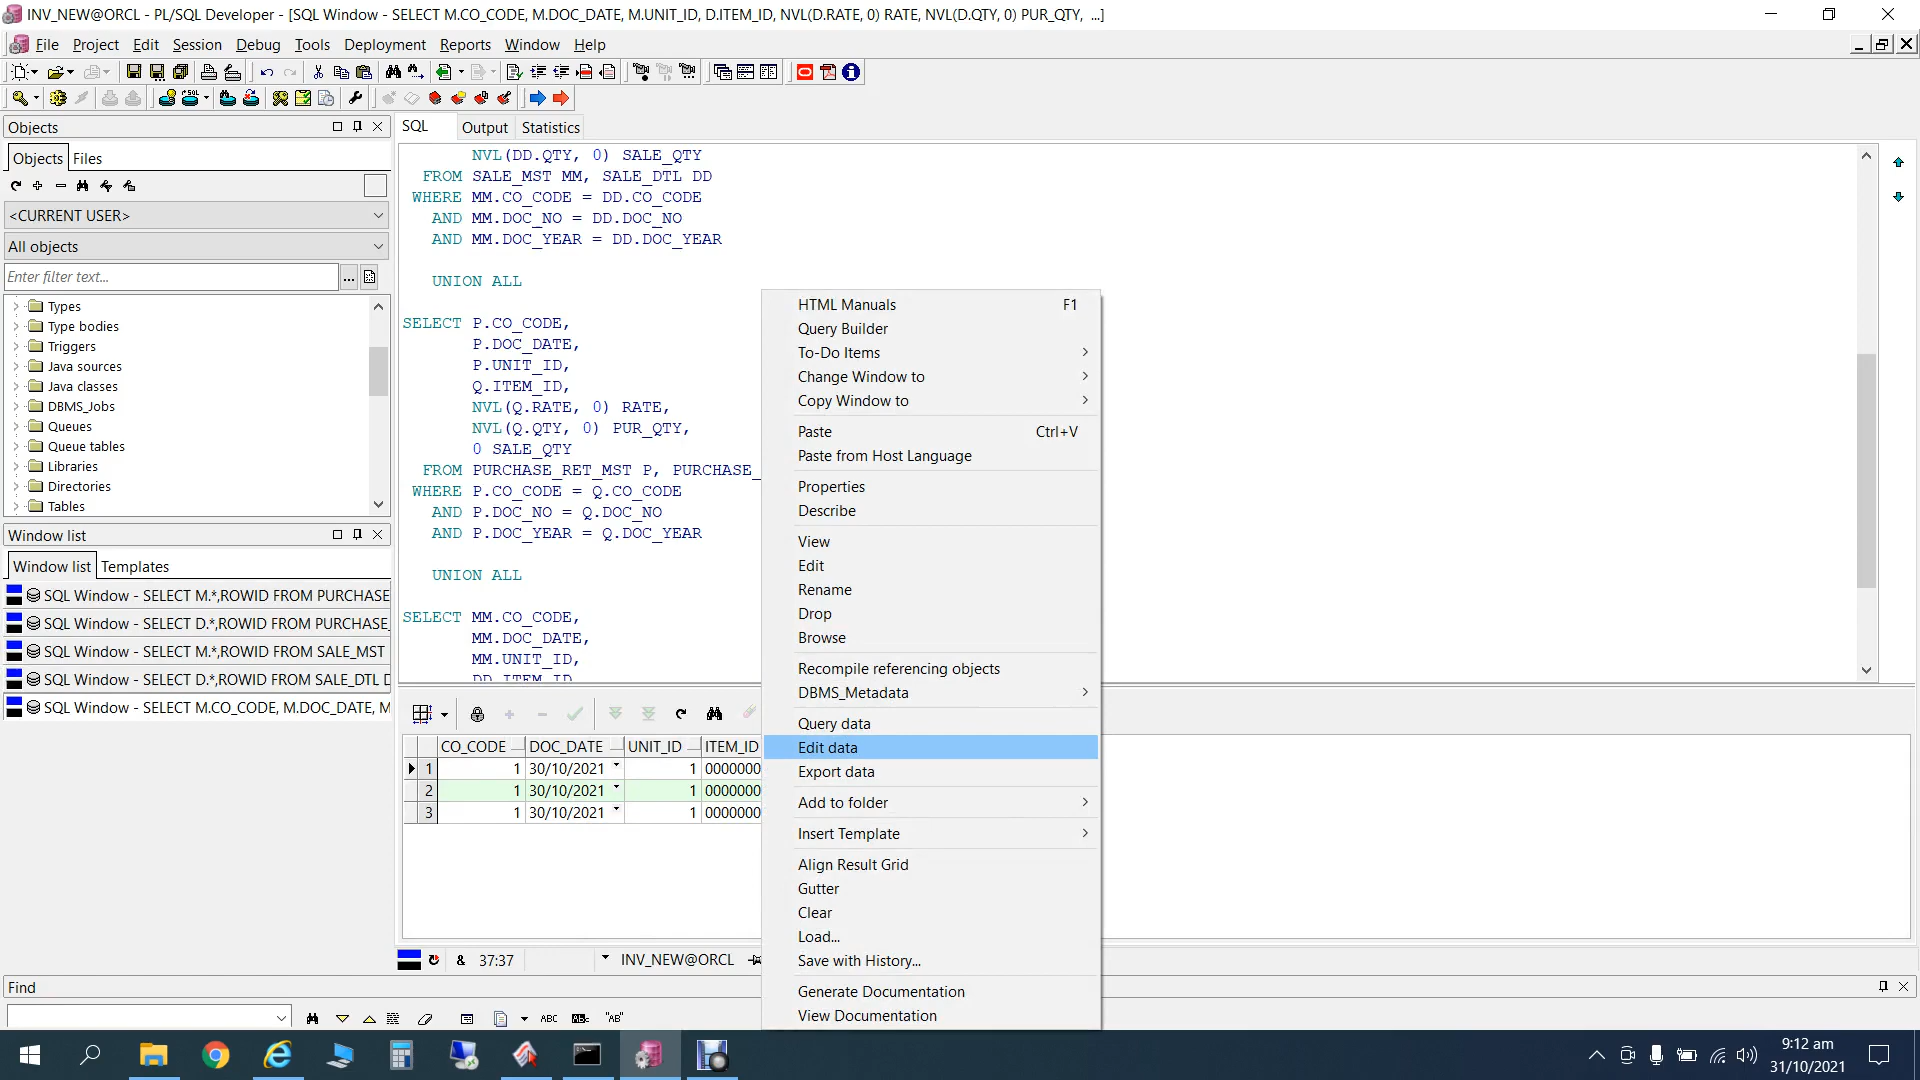 INV_NEW@ORCL - PL/SQL Developer - [SQL Window - SELECT M.CO_CODE, M.DOC_DATE, M.UNIT_ID, D.ITEM_ID, NVL(D.RATE, 0) RATE, NVL(D.QTY, 0) PUR_QTY, ...]
File Project Edit Session Debug Tools Deployment Reports Window Help
Objects
Objects Files
<CURRENT USER>
All objects
Enter filter text...
Types
Type bodies
Triggers
Java sources
Java classes
DBMS_Jobs
Queues
Queue tables
Libraries
Directories
Tables
Window list
Window list Templates
SQL Window - SELECT M.*,ROWID FROM PURCHASE
SQL Window - SELECT D.*,ROWID FROM PURCHASE_
SQL Window - SELECT M.*,ROWID FROM SALE_MST
SQL Window - SELECT D.*,ROWID FROM SALE_DTL D
SQL Window - SELECT M.CO_CODE, M.DOC_DATE, M
SQL Output Statistics
NVL(DD.QTY, 0) SALE_QTY
FROM SALE_MST MM, SALE_DTL DD
WHERE MM.CO_CODE = DD.CO_CODE
AND MM.DOC_NO = DD.DOC_NO
AND MM.DOC_YEAR = DD.DOC_YEAR
UNION ALL
SELECT P.CO_CODE,
P.DOC_DATE,
P.UNIT_ID,
Q.ITEM_ID,
NVL(Q.RATE, 0) RATE,
NVL(Q.QTY, 0) PUR_QTY,
0 SALE_QTY
FROM PURCHASE_RET_MST P, PURCHASE_
WHERE P.CO_CODE = Q.CO_CODE
AND P.DOC_NO = Q.DOC_NO
AND P.DOC_YEAR = Q.DOC_YEAR
UNION ALL
SELECT MM.CO_CODE,
MM.DOC_DATE,
MM.UNIT_ID,
DD.ITEM_ID
HTML Manuals F1
Query Builder
To-Do Items
Change Window to
Copy Window to
Paste Ctrl+V
Paste from Host Language
Properties
Describe
View
Edit
Rename
Drop
Browse
Recompile referencing objects
DBMS_Metadata
Query data
Edit data
Export data
Add to folder
Insert Template
Align Result Grid
Gutter
Clear
Load...
Save with History...
Generate Documentation
View Documentation
CO_CODE DOC_DATE UNIT_ID ITEM_ID
1 1 30/10/2021 1 0000000
2 1 30/10/2021 1 0000000
3 1 30/10/2021 1 0000000
& 37:37 INV_NEW@ORCL
Find
ABC "AB"
9:12 am
31/10/2021